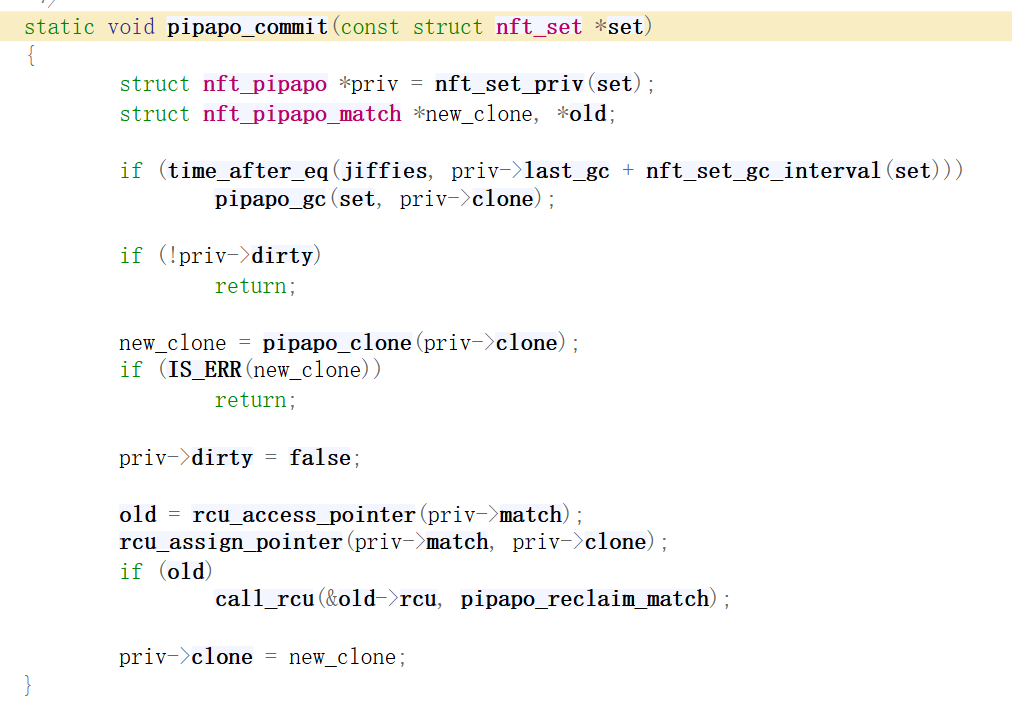 */
static void pipapo_commit(const struct nft_set *set)
{
        struct nft_pipapo *priv = nft_set_priv(set);
        struct nft_pipapo_match *new_clone, *old;

        if (time_after_eq(jiffies, priv->last_gc + nft_set_gc_interval(set)))
                pipapo_gc(set, priv->clone);

        if (!priv->dirty)
                return;

        new_clone = pipapo_clone(priv->clone);
        if (IS_ERR(new_clone))
                return;

        priv->dirty = false;

        old = rcu_access_pointer(priv->match);
        rcu_assign_pointer(priv->match, priv->clone);
        if (old)
                call_rcu(&old->rcu, pipapo_reclaim_match);

        priv->clone = new_clone;
}